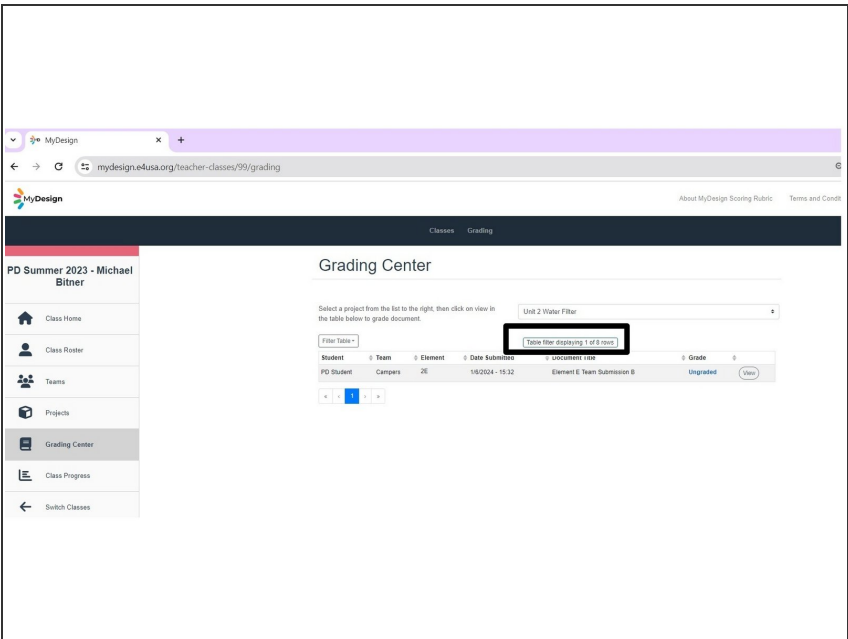 MyDesign
mydesign.e4usa.org/teacher-classes/99/grading
MyDesign
About MyDesign Scoring Rubric Terms and Condit
Classes Grading
PD Summer 2023 - Michael
Bitner
Class Home
Class Roster
Teams
Projects
Grading Center
Class Progress
Switch Classes
Grading Center
Select a project from the list to the right, then click on view in
the table below to grade document.
Unit 2 Water Filter
Filter Table
Table filter displaying 1 of 8 rows
Student Team Element Date Submitted Document Title Grade
PD Student Campers 2E 1/8/2024 - 15:32 Element E Team Submission B Ungraded View
« ‹ 1 › »